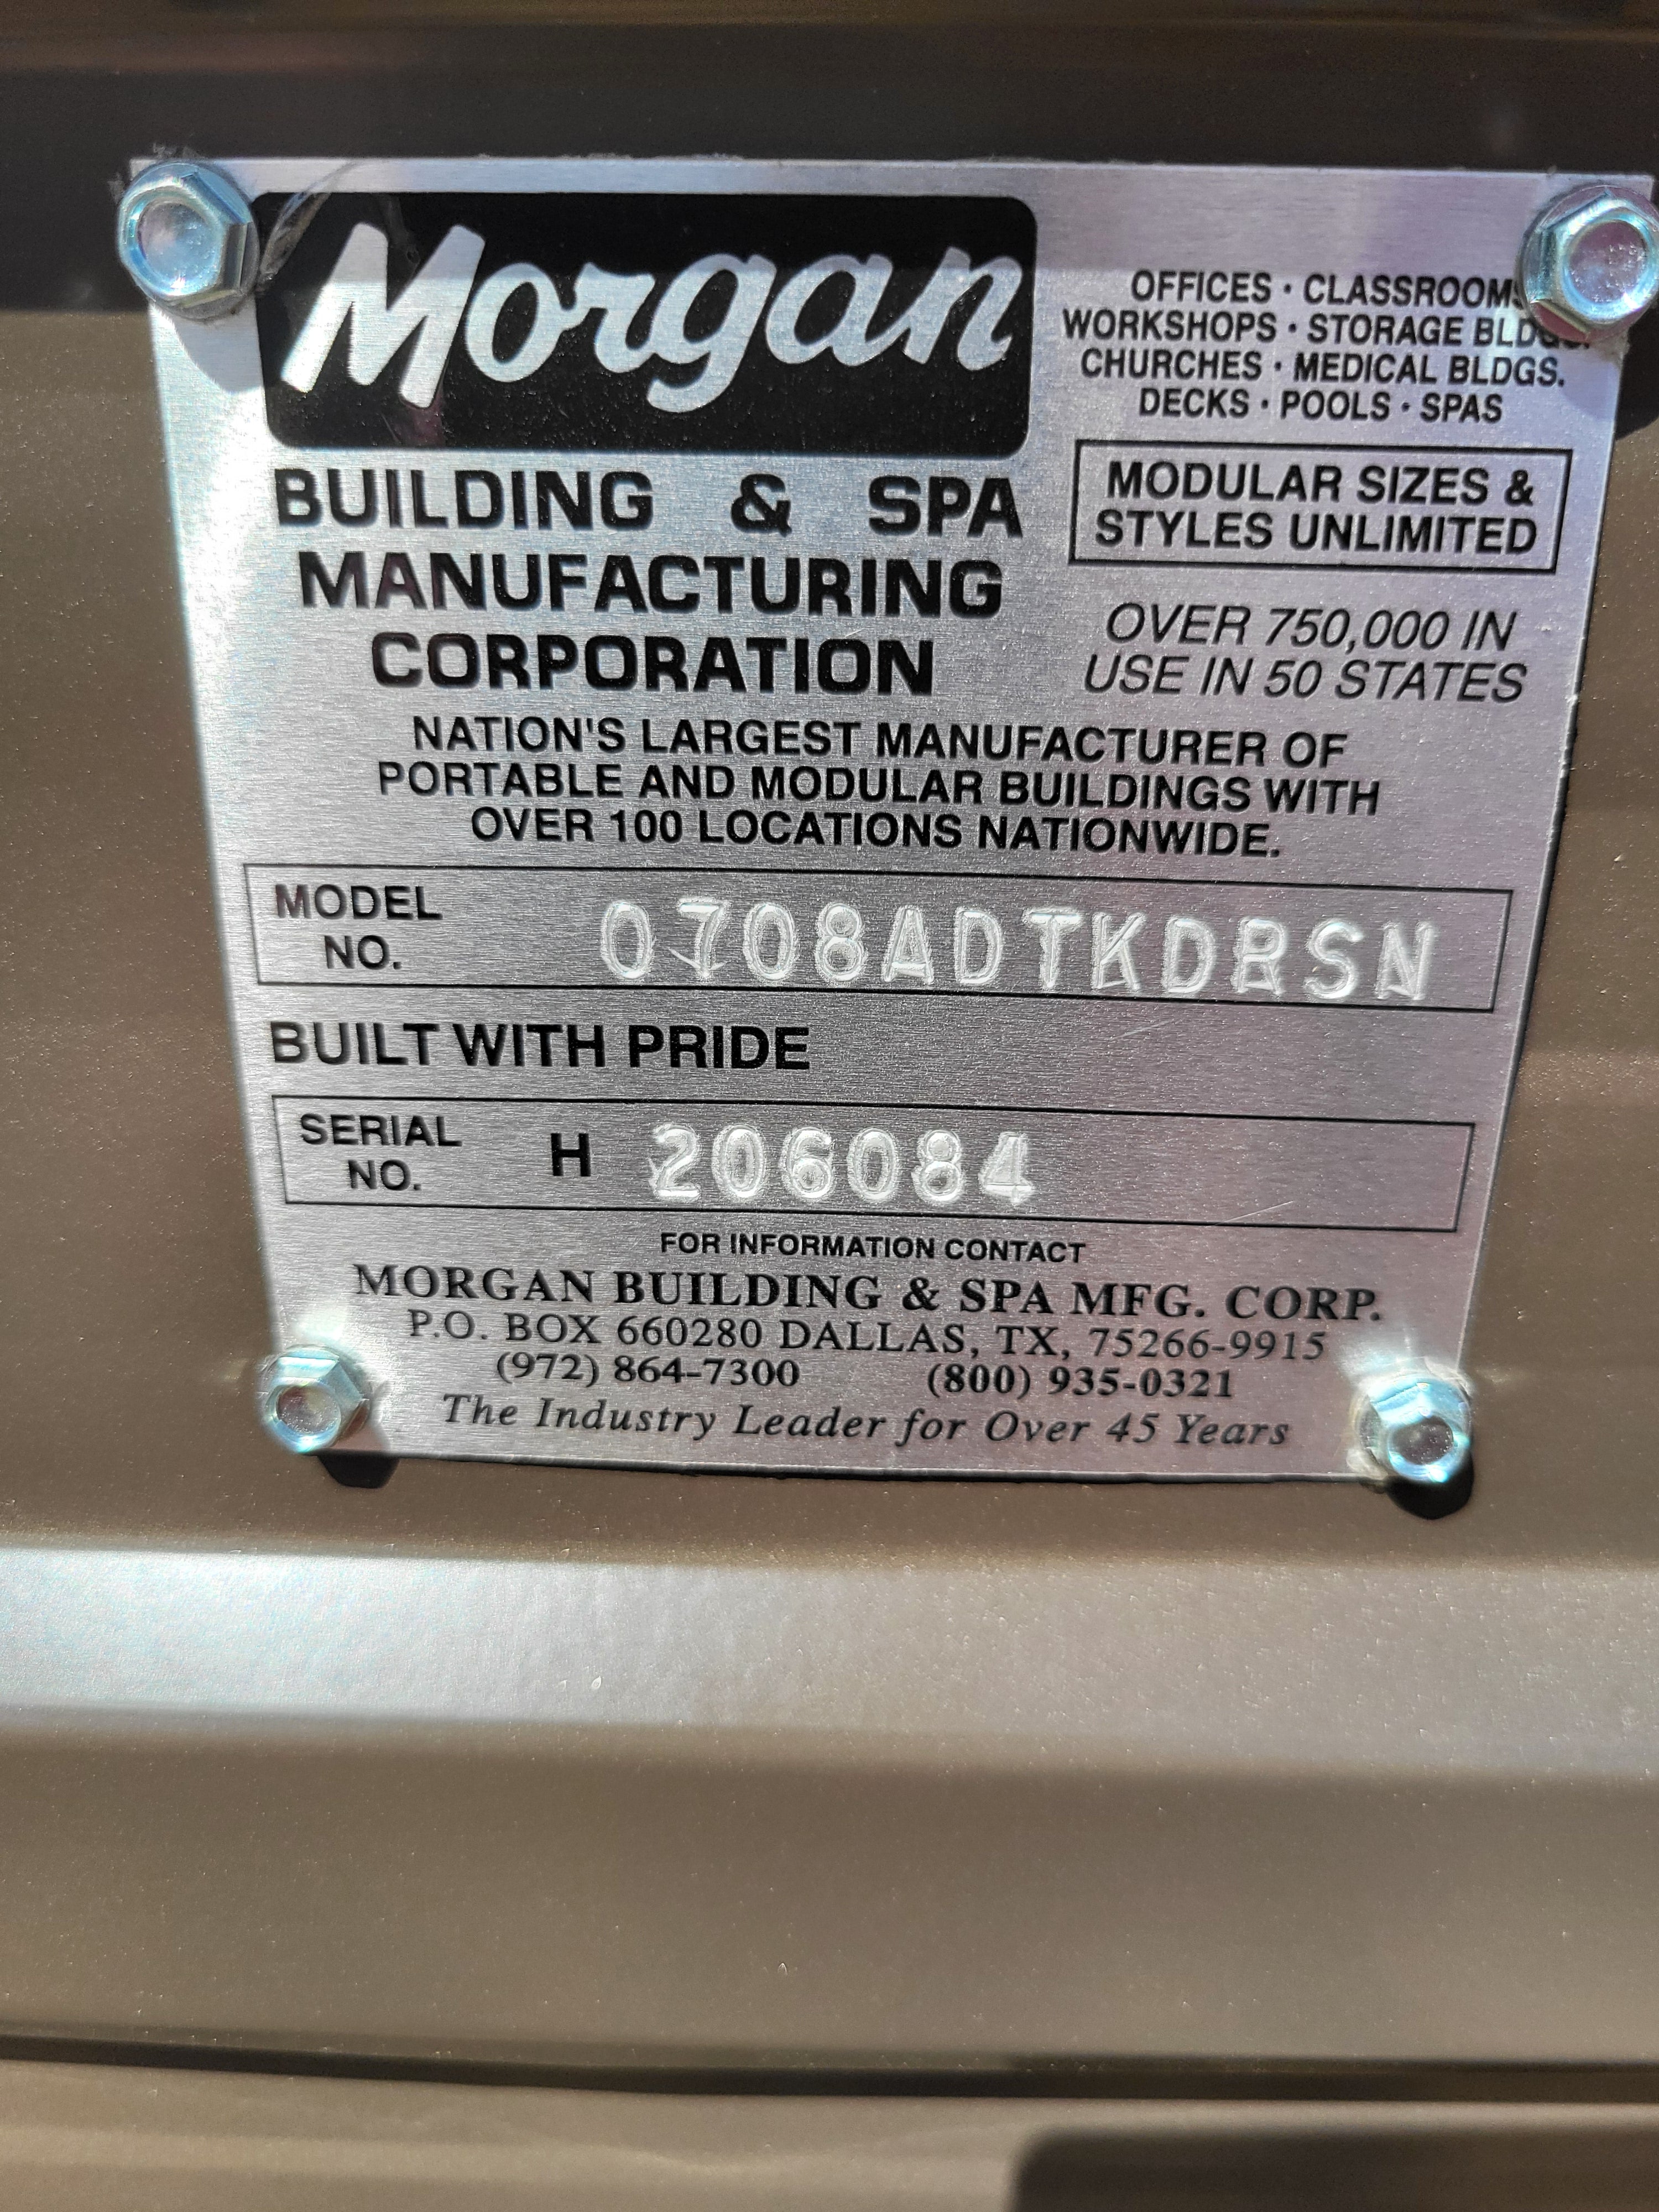 Morgan
BUILDING & SPA
MANUFACTURING
CORPORATION
OFFICES · CLASSROOMS
WORKSHOPS · STORAGE BLDGS.
CHURCHES · MEDICAL BLDGS.
DECKS · POOLS · SPAS
MODULAR SIZES &
STYLES UNLIMITED
OVER 750,000 IN
USE IN 50 STATES
NATION'S LARGEST MANUFACTURER OF
PORTABLE AND MODULAR BUILDINGS WITH
OVER 100 LOCATIONS NATIONWIDE.
MODEL
NO.
0708ADTKDRSN
BUILT WITH PRIDE
SERIAL
NO.
H 206084
FOR INFORMATION CONTACT
MORGAN BUILDING & SPA MFG. CORP.
P.O. BOX 660280 DALLAS, TX, 75266-9915
(972) 864-7300 (800) 935-0321
The Industry Leader for Over 45 Years